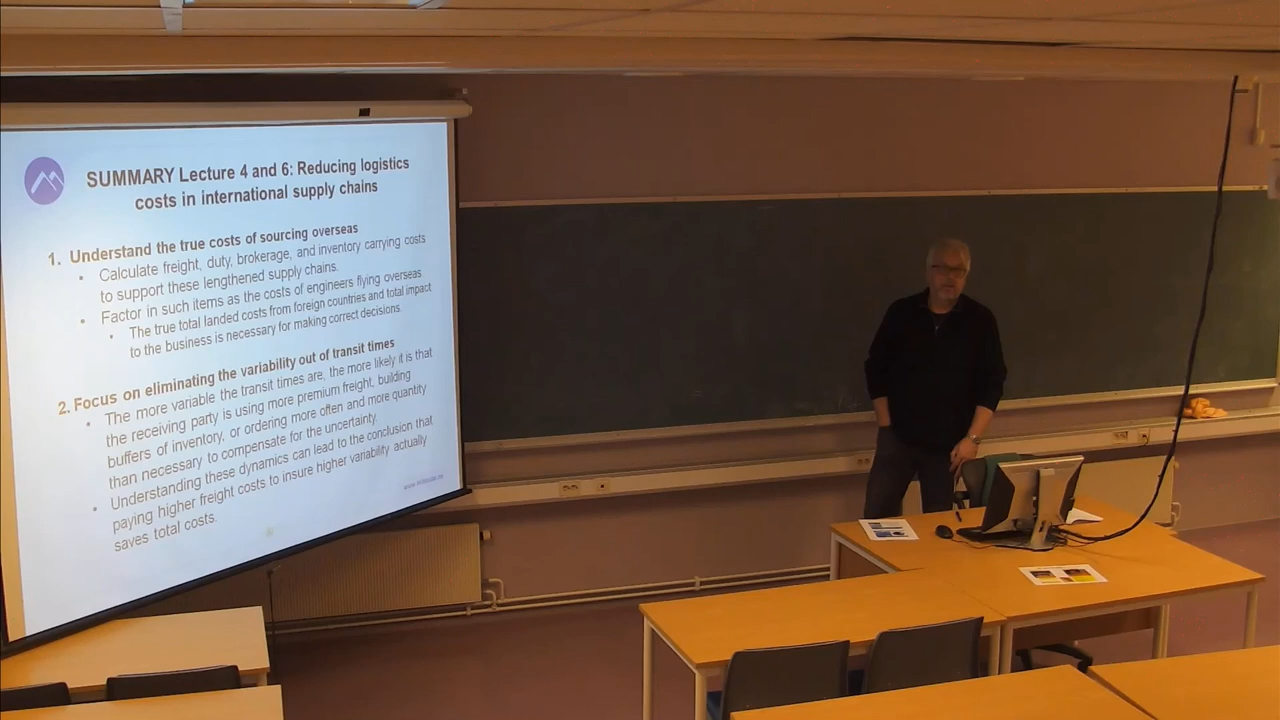 SUMMARY Lecture 4 and 6: Reducing logistics
costs in international supply chains
1. Understand the true costs of sourcing overseas
• Calculate freight, duty, brokerage, and inventory carrying costs
to support these lengthened supply chains.
• Factor in such items as the costs of engineers flying overseas.
• The true total landed costs from foreign countries and total impact
to the business is necessary for making correct decisions.
2. Focus on eliminating the variability out of transit times
• The more variable the transit times are, the more likely it is that
the receiving party is using more premium freight, building
buffers of inventory, or ordering more often and more quantity
than necessary to compensate for the uncertainty.
• Understanding these dynamics can lead to the conclusion that
paying higher freight costs to insure higher variability actually
saves total costs.